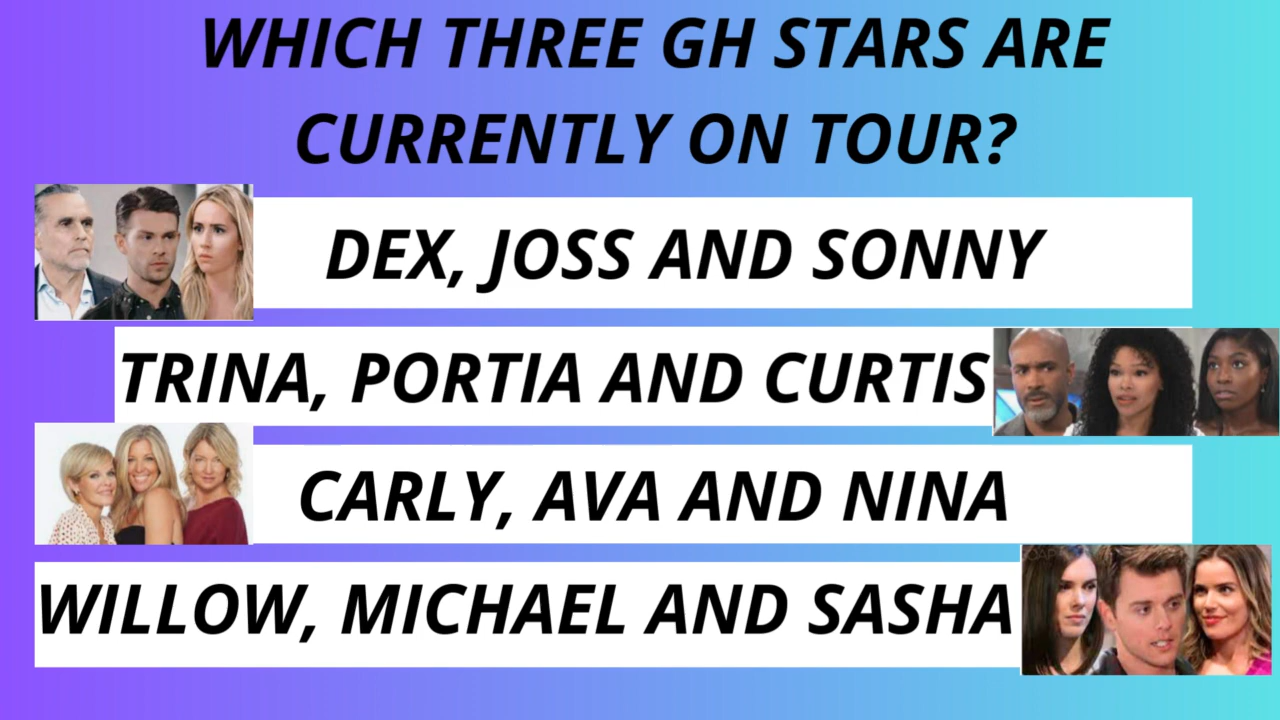 WHICH THREE GH STARS ARE
CURRENTLY ON TOUR?
DEX, JOSS AND SONNY
TRINA, PORTIA AND CURTIS
CARLY, AVA AND NINA
WILLOW, MICHAEL AND SASHA